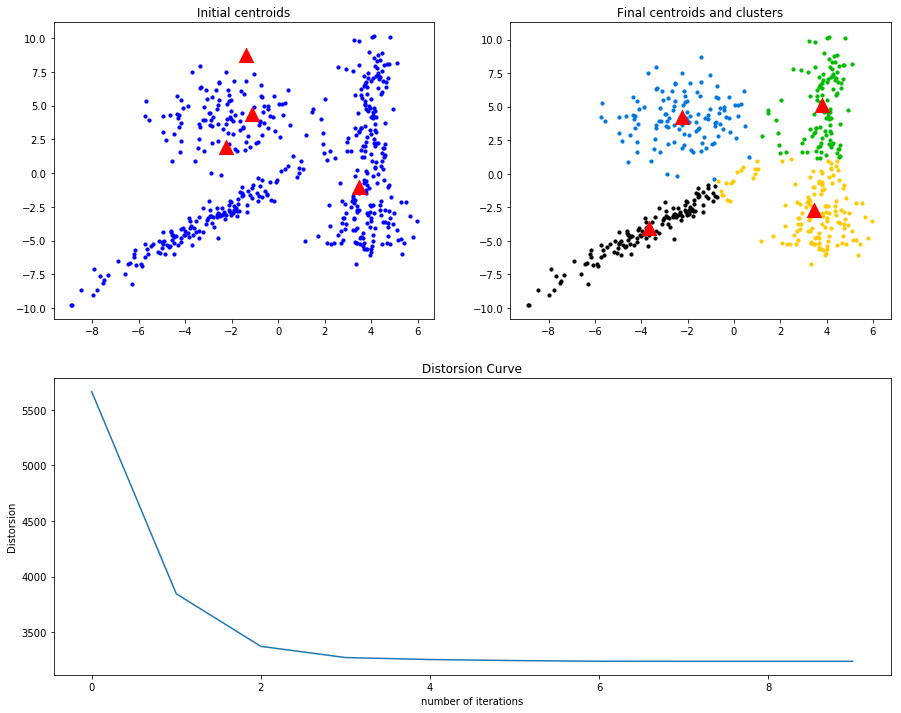 Initial centroids
10.0
7.5
5.0
2.5
0.0
−2.5
−5.0
−7.5
−10.0
−8 −6 −4 −2 0 2 4 6
Final centroids and clusters
10.0
7.5
5.0
2.5
0.0
−2.5
−5.0
−7.5
−10.0
−8 −6 −4 −2 0 2 4 6
Distorsion Curve
Distorsion
5500
5000
4500
4000
3500
0 2 4 6 8
number of iterations